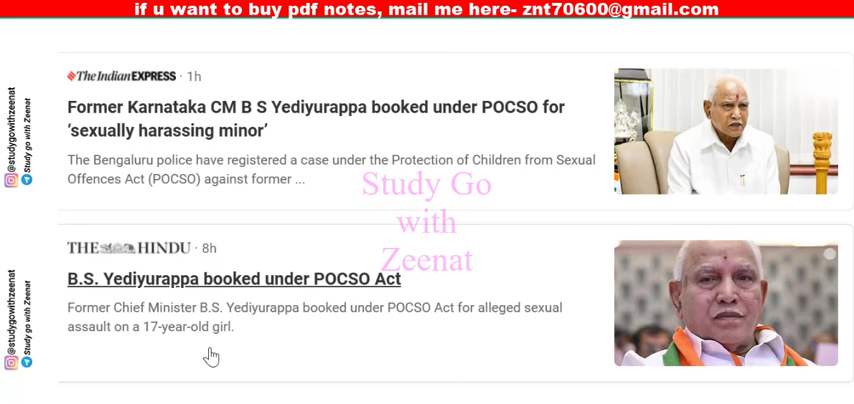 if u want to buy pdf notes, mail me here- znt70600@gmail.com
The Indian EXPRESS · 1h
Former Karnataka CM B S Yediyurappa booked under POCSO for
‘sexually harassing minor’
The Bengaluru police have registered a case under the Protection of Children from Sexual
Offences Act (POCSO) against former ...
@studygowithzeenat
Study go with Zeenat
Study Go
with
Zeenat
THE HINDU · 8h
B.S. Yediyurappa booked under POCSO Act
Former Chief Minister B.S. Yediyurappa booked under POCSO Act for alleged sexual
assault on a 17-year-old girl.
@studygowithzeenat
Study go with Zeenat